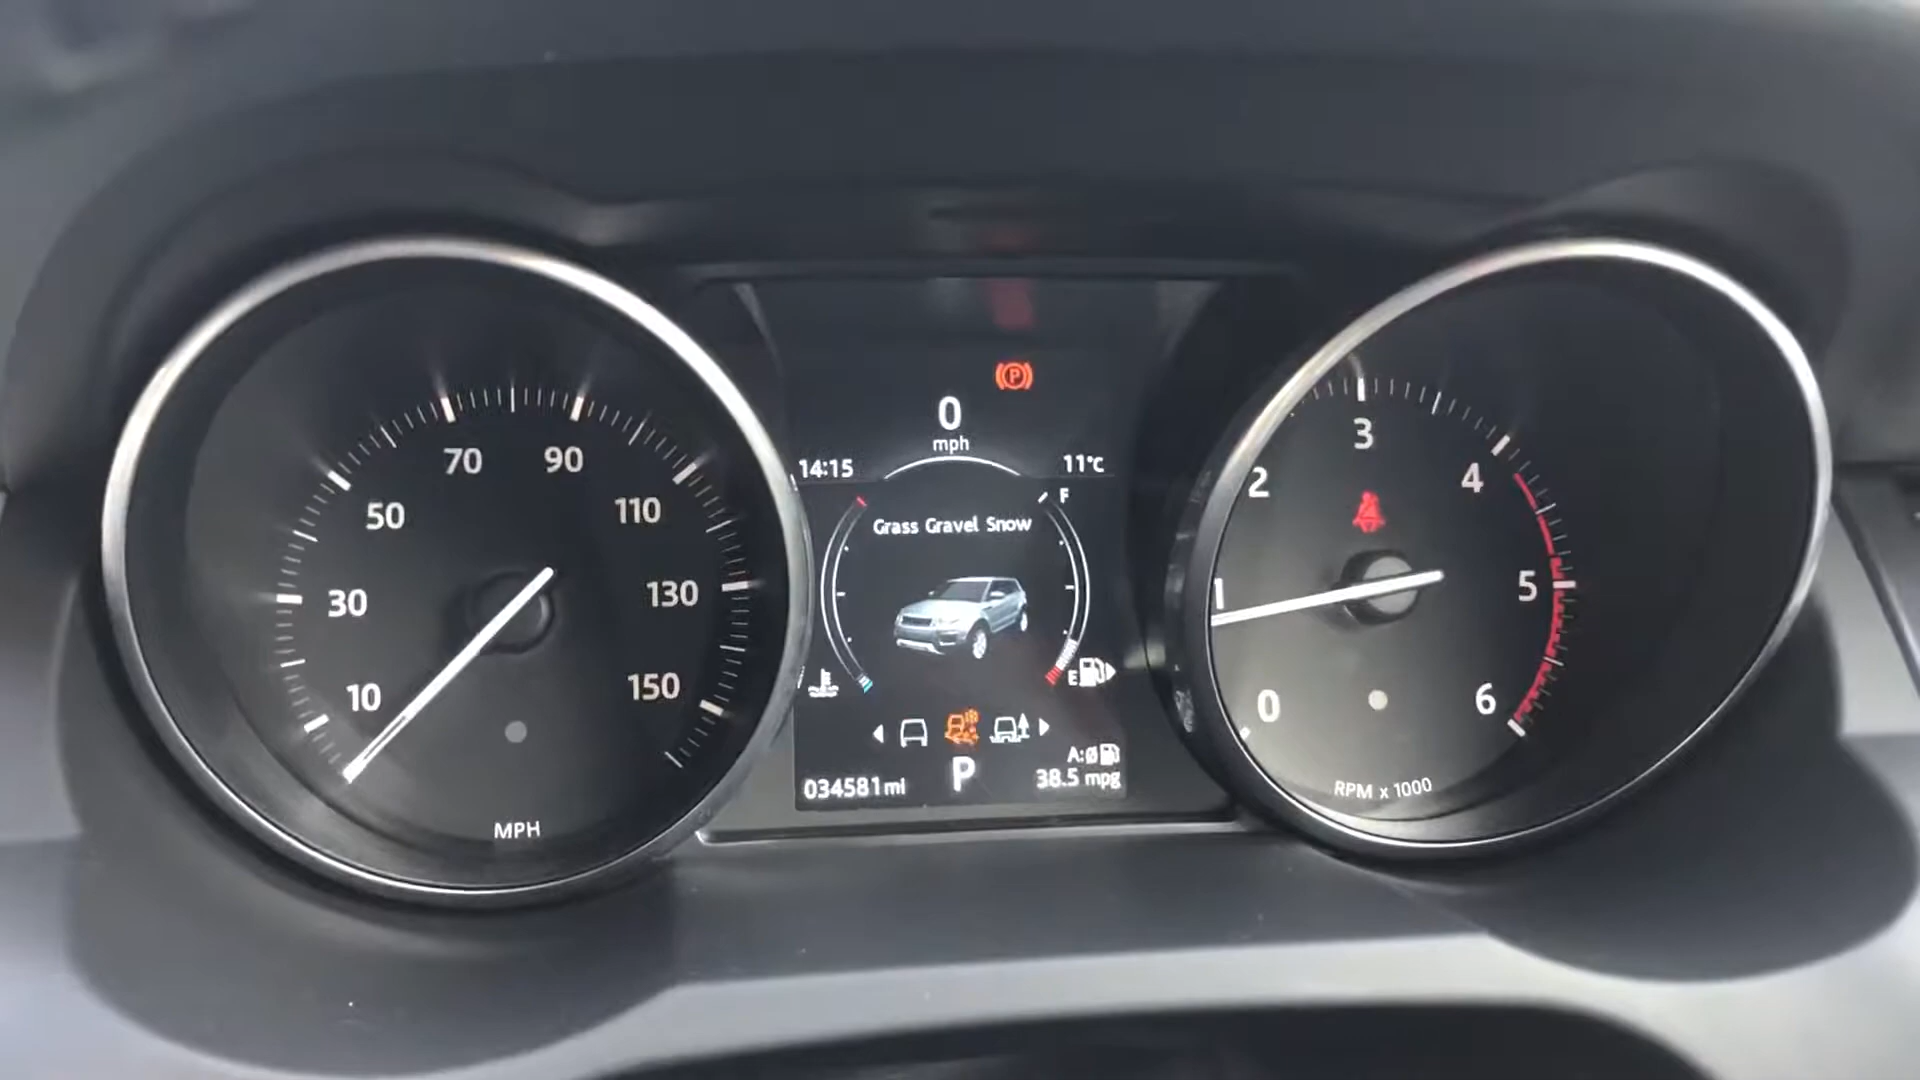 70 90
50 110
30 130
10 150
MPH
0
mph
14:15 11°C
F
Grass Gravel Snow
E
P
A:Ø
034581mi 38.5 mpg
P
3
2 4
1 5
0 6
RPM x 1000